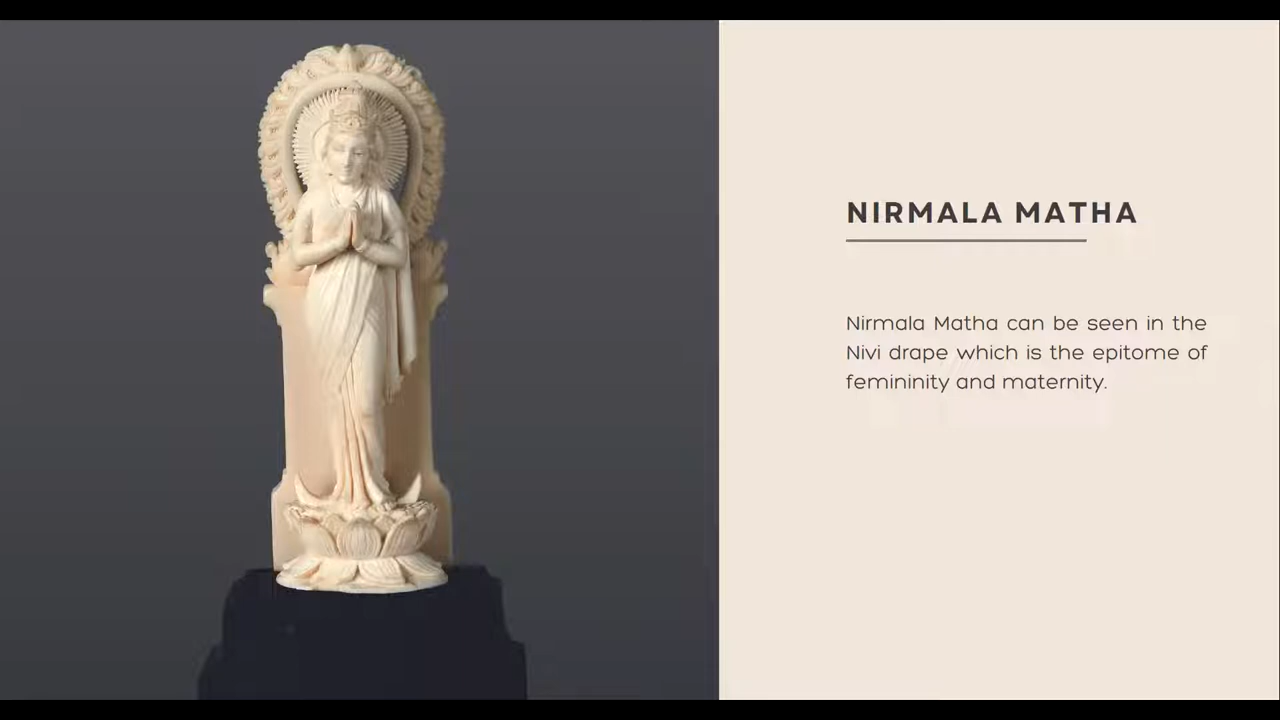 NIRMALA MATHA
Nirmala Matha can be seen in the
Nivi drape which is the epitome of
femininity and maternity.